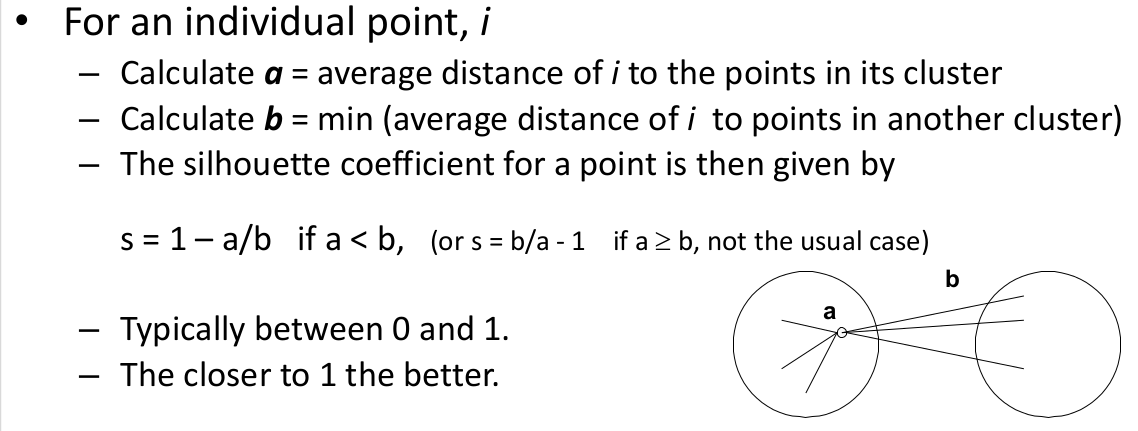 • For an individual point, i
– Calculate a = average distance of i to the points in its cluster
– Calculate b = min (average distance of i to points in another cluster)
– The silhouette coefficient for a point is then given by
s = 1 – a/b if a < b, (or s = b/a - 1 if a ≥ b, not the usual case)
b
a
– Typically between 0 and 1.
– The closer to 1 the better.